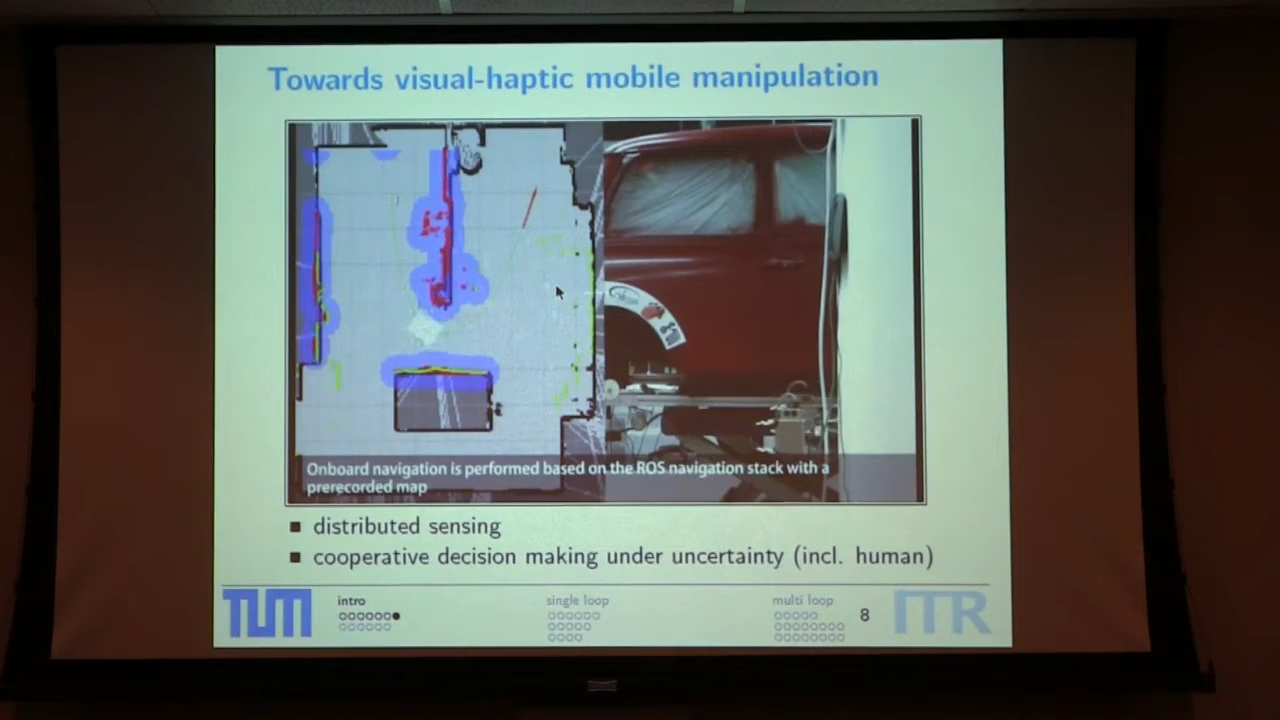 Towards visual-haptic mobile manipulation
Onboard navigation is performed based on the ROS navigation stack with a
prerecorded map
distributed sensing
cooperative decision making under uncertainty (incl. human)
TUM
intro
single loop
multi loop
8
ITR